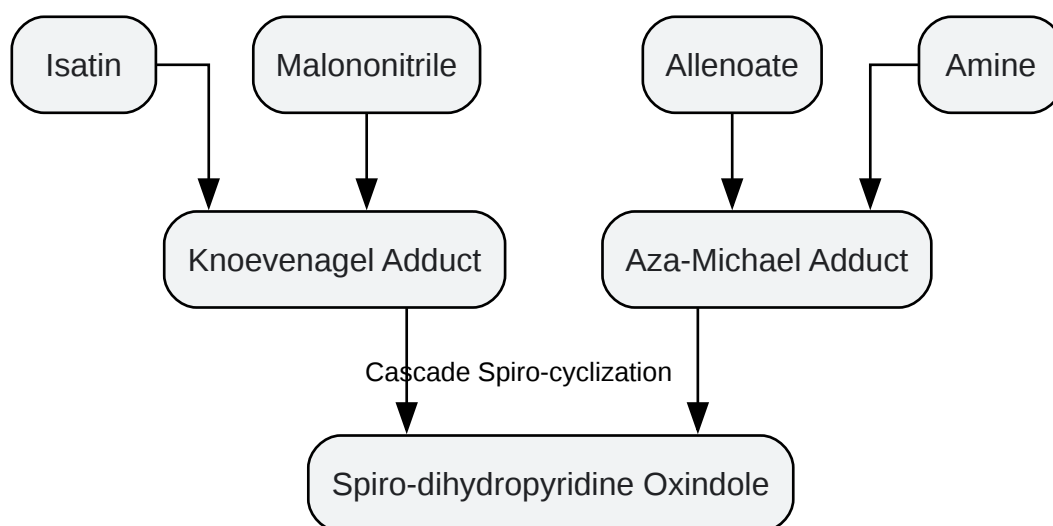 Isatin
Malononitrile
Allenoate
Amine
Knoevenagel Adduct
Aza-Michael Adduct
Cascade Spiro-cyclization
Spiro-dihydropyridine Oxindole